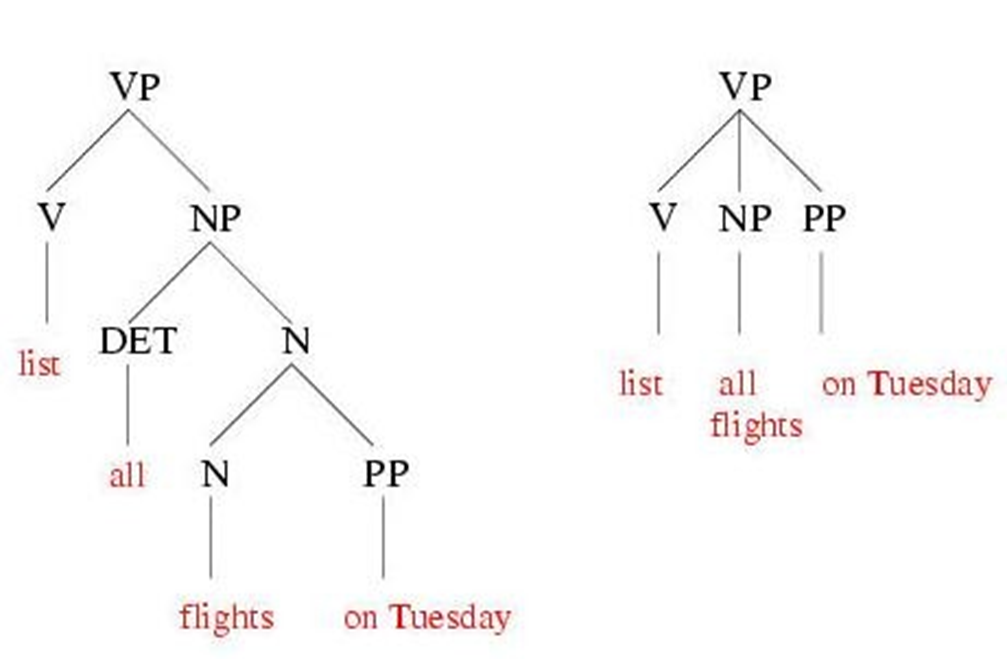 VP VP
V NP V NP PP
list DET N
list all on Tuesday
flights
all N PP
flights on Tuesday